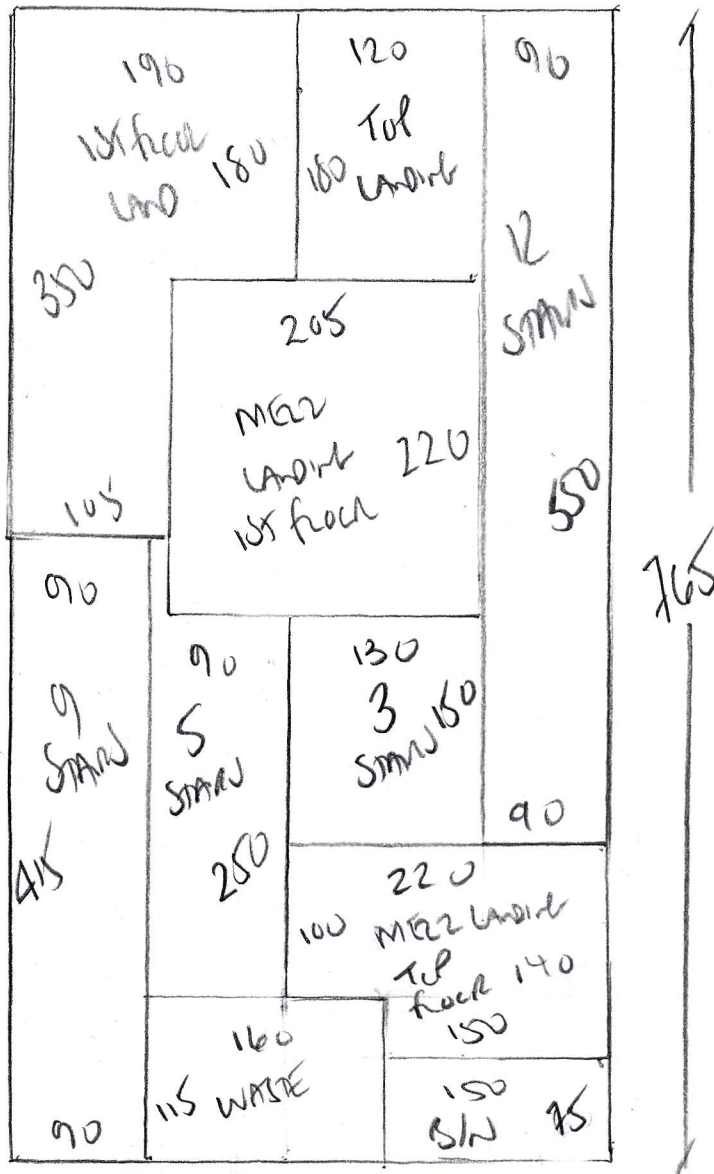 190
1ST FLOOR
LAND
180
350
105
120
TOP
LANDING
180
90
12
STAIRS
550
90
205
MEZZ
LANDING
1ST FLOOR
220
765
90
9
STAIRS
415
90
90
5
STAIRS
250
130
3
STAIRS
150
220
100
MEZZ LANDING
TOP
FLOOR
140
150
160
115
WASTE
150
B/N
75